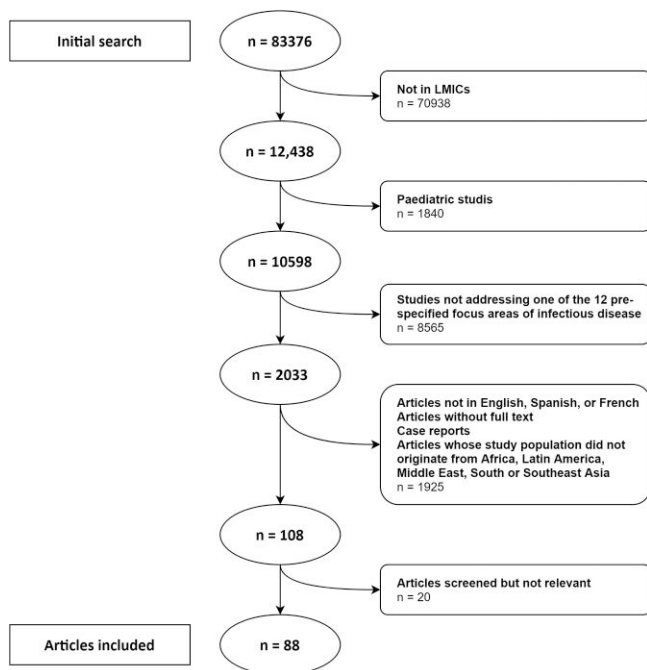 Initial search
n = 83376
Not in LMICs
n = 70938
n = 12,438
Paediatric studis
n = 1840
n = 10598
Studies not addressing one of the 12 pre-
specified focus areas of infectious disease
n = 8565
n = 2033
Articles not in English, Spanish, or French
Articles without full text
Case reports
Articles whose study population did not
originate from Africa, Latin America,
Middle East, South or Southeast Asia
n = 1925
n = 108
Articles screened but not relevant
n = 20
Articles included
n = 88